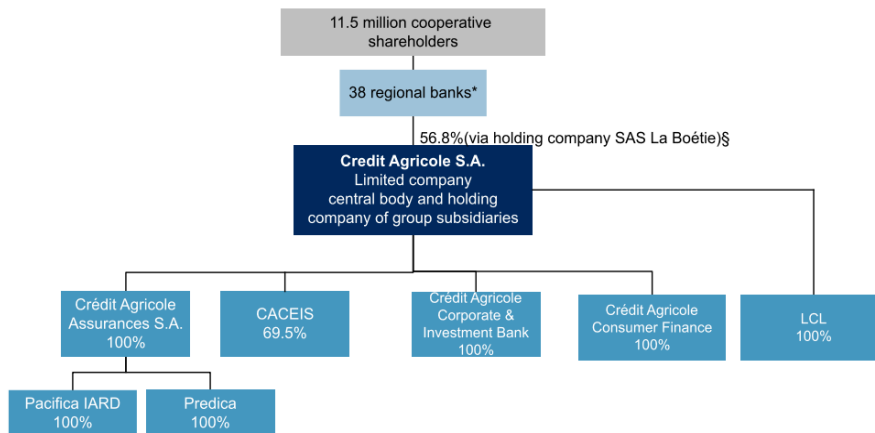 11.5 million cooperative
shareholders
38 regional banks*
56.8%(via holding company SAS La Boétie)§
Credit Agricole S.A.
Limited company
central body and holding
company of group subsidiaries
Crédit Agricole
Assurances S.A.
100%
CACEIS
69.5%
Crédit Agricole
Corporate &
Investment Bank
100%
Crédit Agricole
Consumer Finance
100%
LCL
100%
Pacifica IARD
100%
Predica
100%